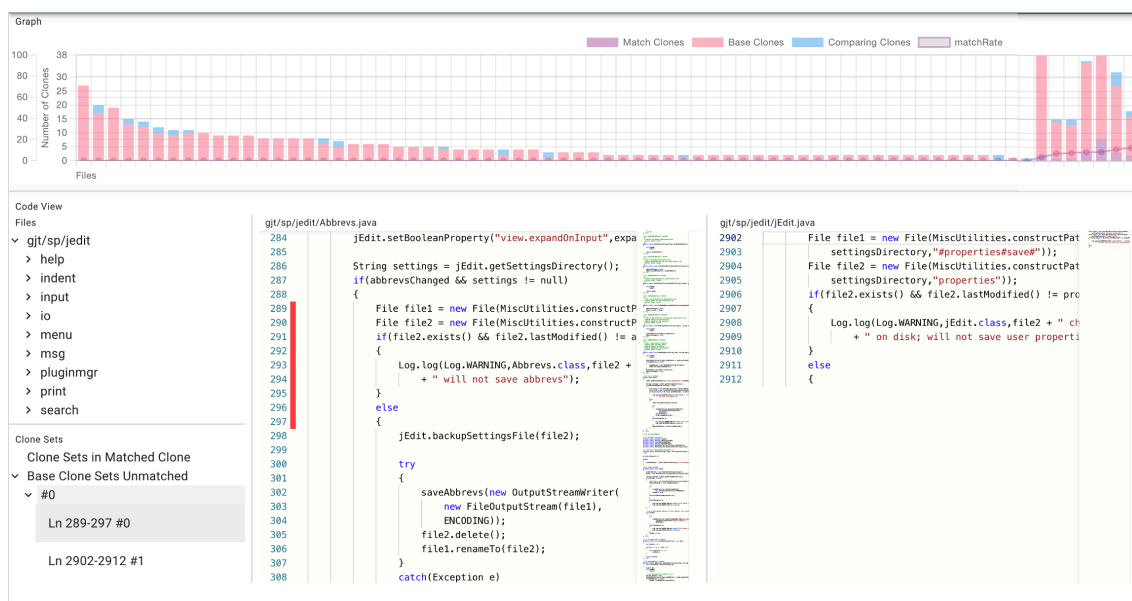 Graph
Match Clones Base Clones Comparing Clones matchRate
100
80
60
40
20
0
Number of Clones
38
30
25
20
15
10
5
0
Files
Code View
Files
gjt/sp/jedit
help
indent
input
io
menu
msg
pluginmgr
print
search
Clone Sets
Clone Sets in Matched Clone
Base Clone Sets Unmatched
#0
Ln 289-297 #0
Ln 2902-2912 #1
gjt/sp/jedit/Abbrevs.java
284 jEdit.setBooleanProperty("view.expandOnInput",expa
285
286 String settings = jEdit.getSettingsDirectory();
287 if(abbrevsChanged && settings != null)
288 {
289 File file1 = new File(MiscUtilities.constructP
290 File file2 = new File(MiscUtilities.constructP
291 if(file2.exists() && file2.lastModified() != a
292 {
293 Log.log(Log.WARNING,Abbrevs.class,file2 +
294 + " will not save abbrevs");
295 }
296 else
297 {
298 jEdit.backupSettingsFile(file2);
299
300 try
301 {
302 saveAbbrevs(new OutputStreamWriter(
303 new FileOutputStream(file1),
304 ENCODING));
305 file2.delete();
306 file1.renameTo(file2);
307 }
308 catch(Exception e)
gjt/sp/jedit/jEdit.java
2902 File file1 = new File(MiscUtilities.constructPat
2903 settingsDirectory,"#properties#save#"));
2904 File file2 = new File(MiscUtilities.constructPat
2905 settingsDirectory,"properties"));
2906 if(file2.exists() && file2.lastModified() != pro
2907 {
2908 Log.log(Log.WARNING,jEdit.class,file2 + " ch
2909 + " on disk; will not save user properti
2910 }
2911 else
2912 {